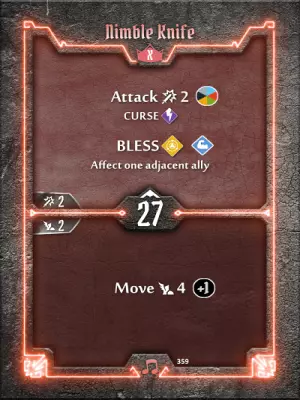 Nimble Knife
X
Attack 2
CURSE
BLESS
Affect one adjacent ally
2
27
2
Move 4 +1
359